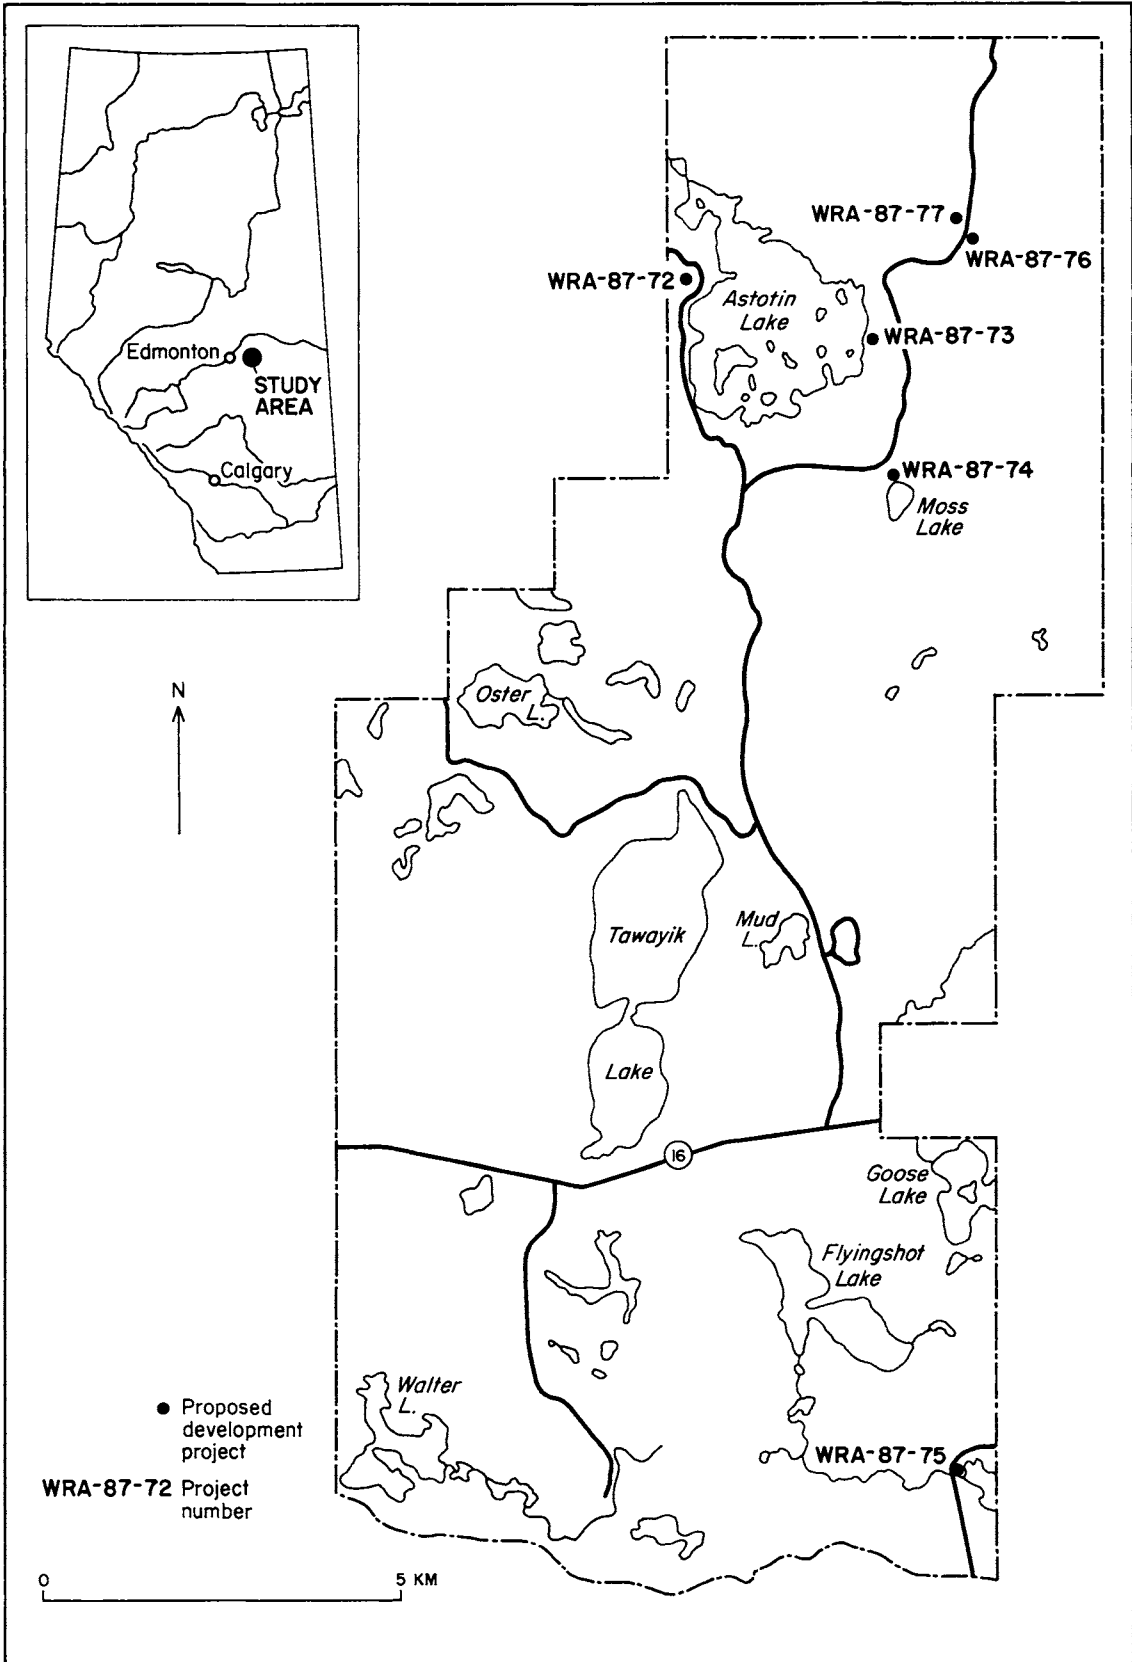 Edmonton
STUDY
AREA
Calgary
N
WRA-87-77
WRA-87-76
WRA-87-72
Astotin
Lake
WRA-87-73
WRA-87-74
Moss
Lake
Oster
L.
Tawayik
Mud
L.
Lake
16
Goose
Lake
Flyingshot
Lake
Walter
L.
WRA-87-75
Proposed
development
project
WRA-87-72 Project
number
0 5 KM